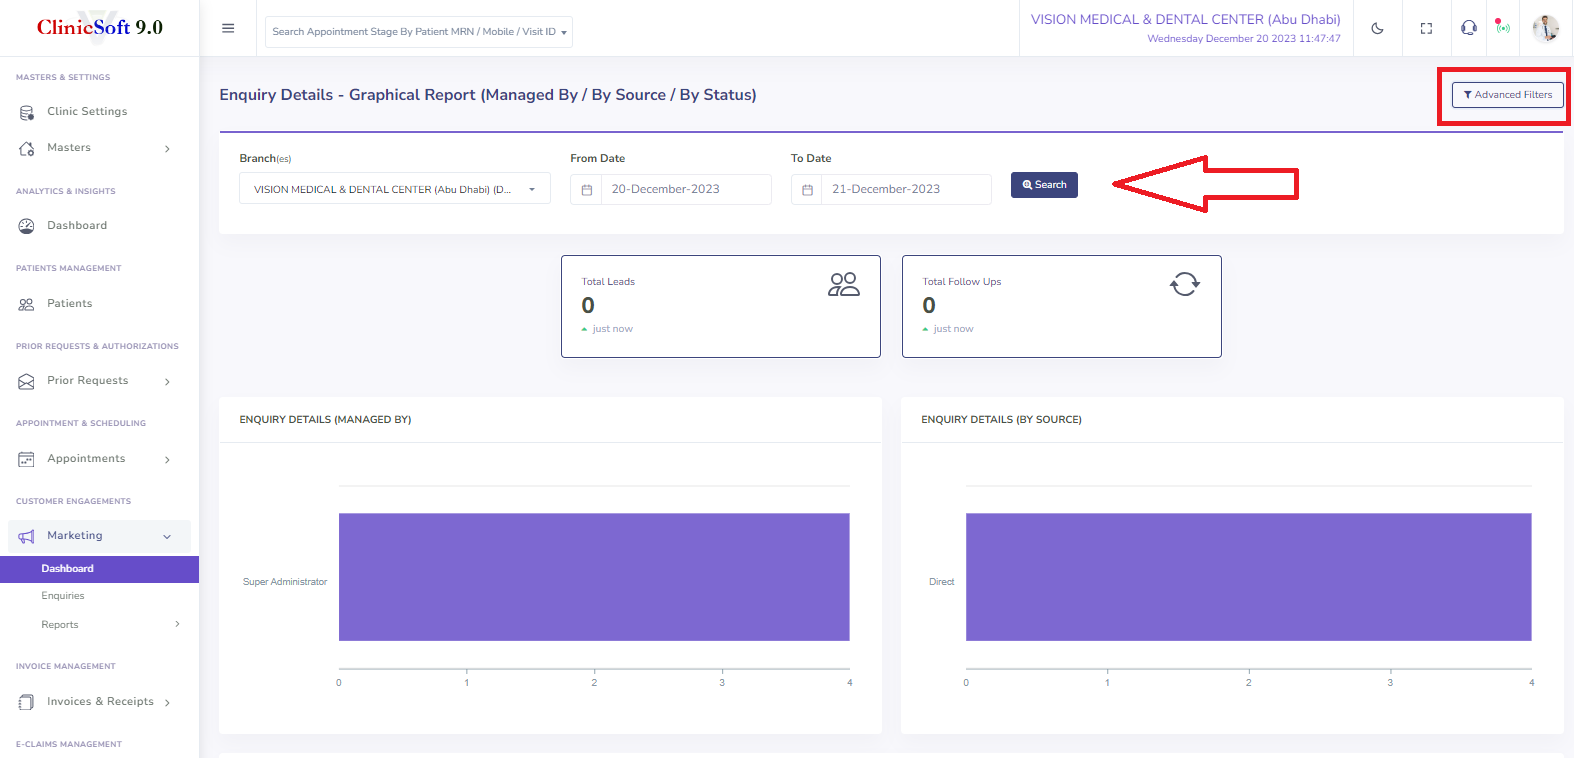 ClinicSoft 9.0
Search Appointment Stage By Patient MRN / Mobile / Visit ID
VISION MEDICAL & DENTAL CENTER (Abu Dhabi)
Wednesday December 20 2023 11:47:47
MASTERS & SETTINGS
Clinic Settings
Masters
ANALYTICS & INSIGHTS
Dashboard
PATIENTS MANAGEMENT
Patients
PRIOR REQUESTS & AUTHORIZATIONS
Prior Requests
APPOINTMENT & SCHEDULING
Appointments
CUSTOMER ENGAGEMENTS
Marketing
Dashboard
Enquiries
Reports
INVOICE MANAGEMENT
Invoices & Receipts
E-CLAIMS MANAGEMENT
Enquiry Details - Graphical Report (Managed By / By Source / By Status)
Advanced Filters
Branch(es)
From Date
To Date
VISION MEDICAL & DENTAL CENTER (Abu Dhabi) (D...
20-December-2023
21-December-2023
Search
Total Leads
0
just now
Total Follow Ups
0
just now
ENQUIRY DETAILS (MANAGED BY)
Super Administrator
0 1 2 3 4
ENQUIRY DETAILS (BY SOURCE)
Direct
0 1 2 3 4